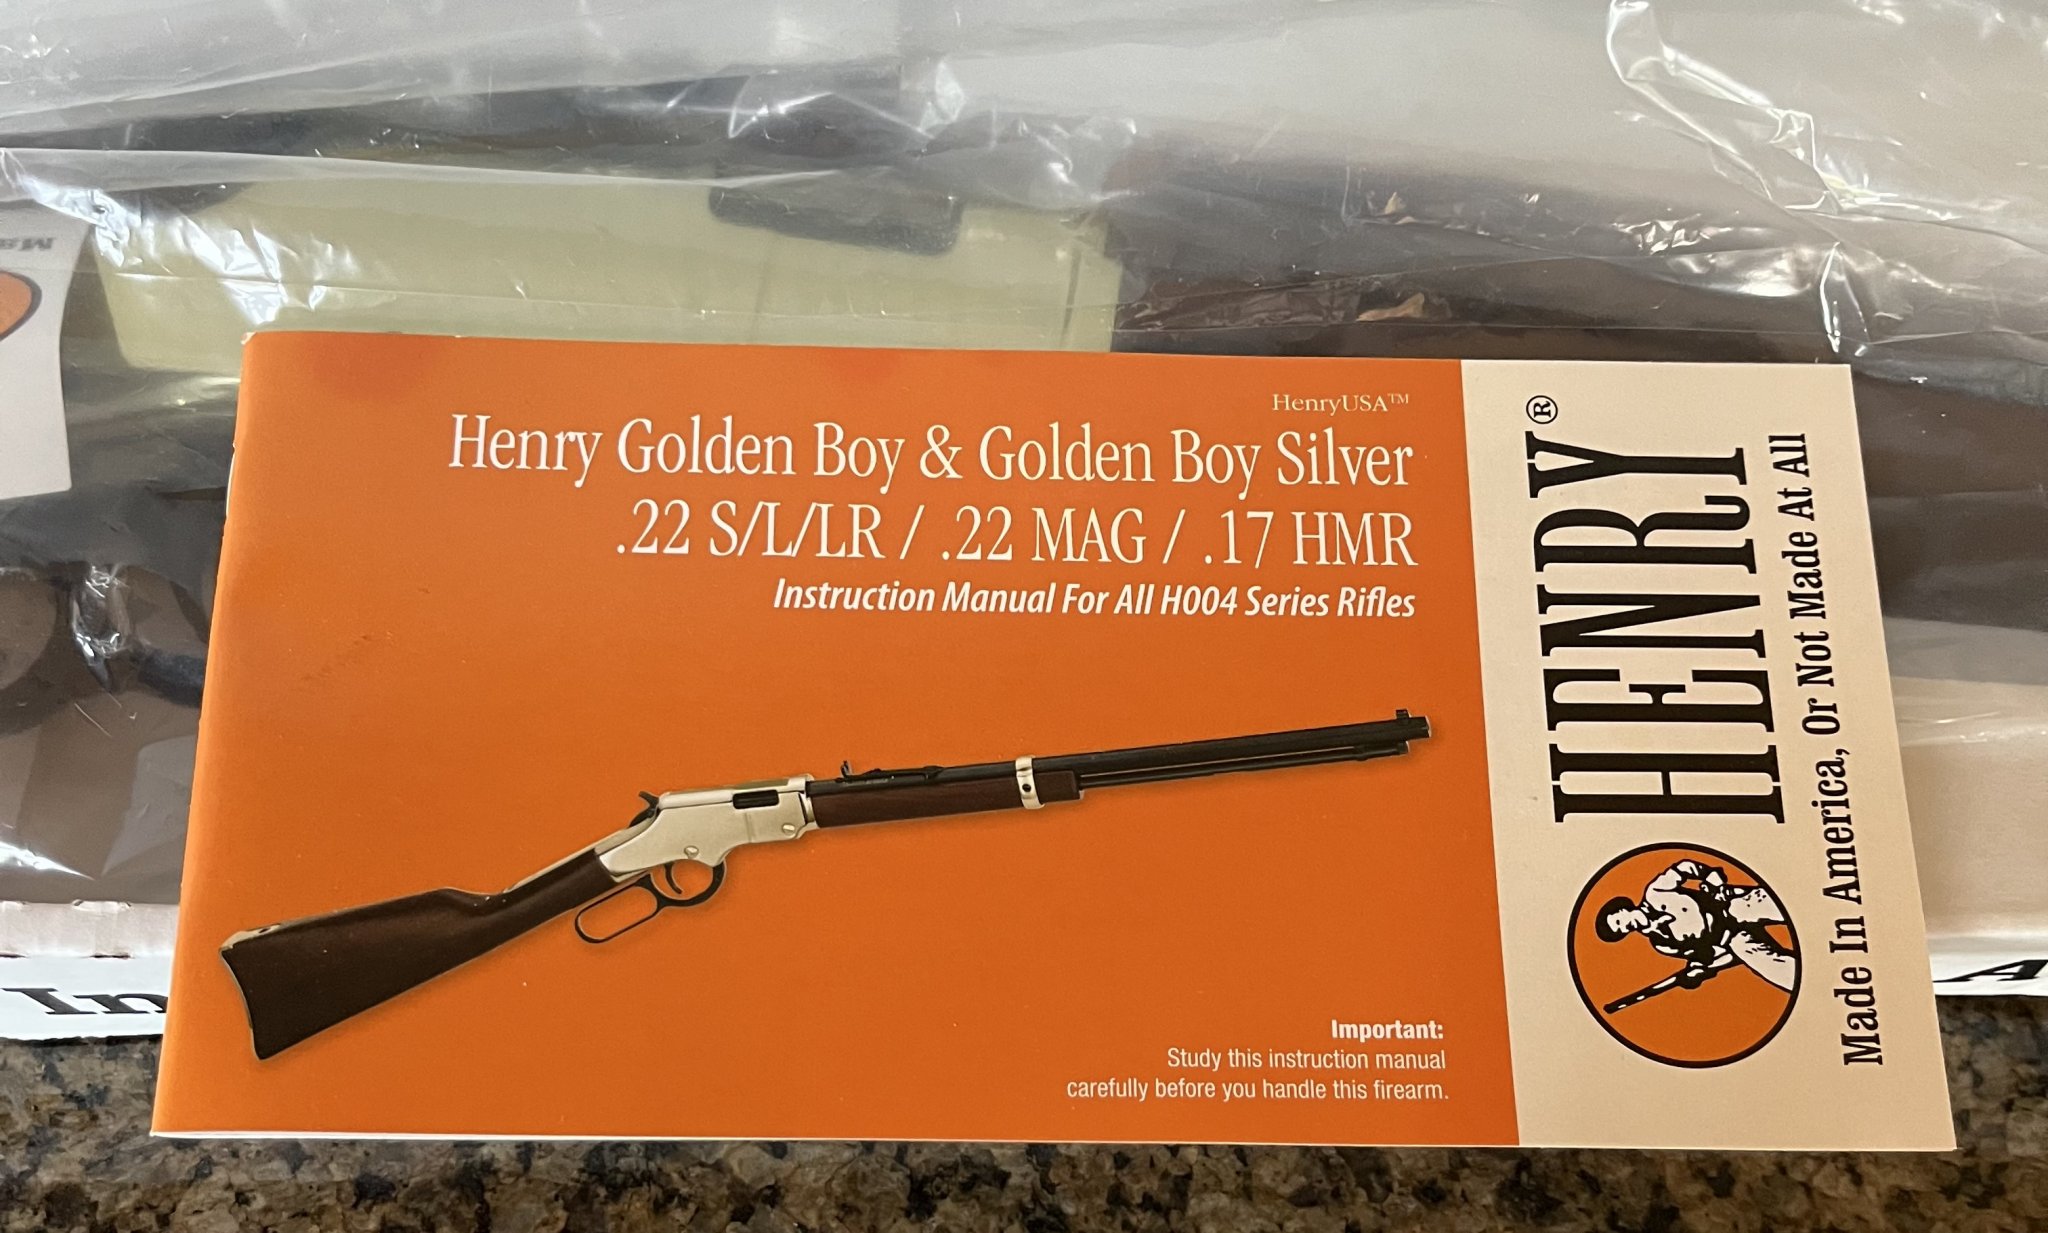 HenryUSA™
Henry Golden Boy & Golden Boy Silver
.22 S/L/LR / .22 MAG / .17 HMR
Instruction Manual For All H004 Series Rifles
Important:
Study this instruction manual
carefully before you handle this firearm.
HENRY®
Made In America, Or Not Made At All
In
A